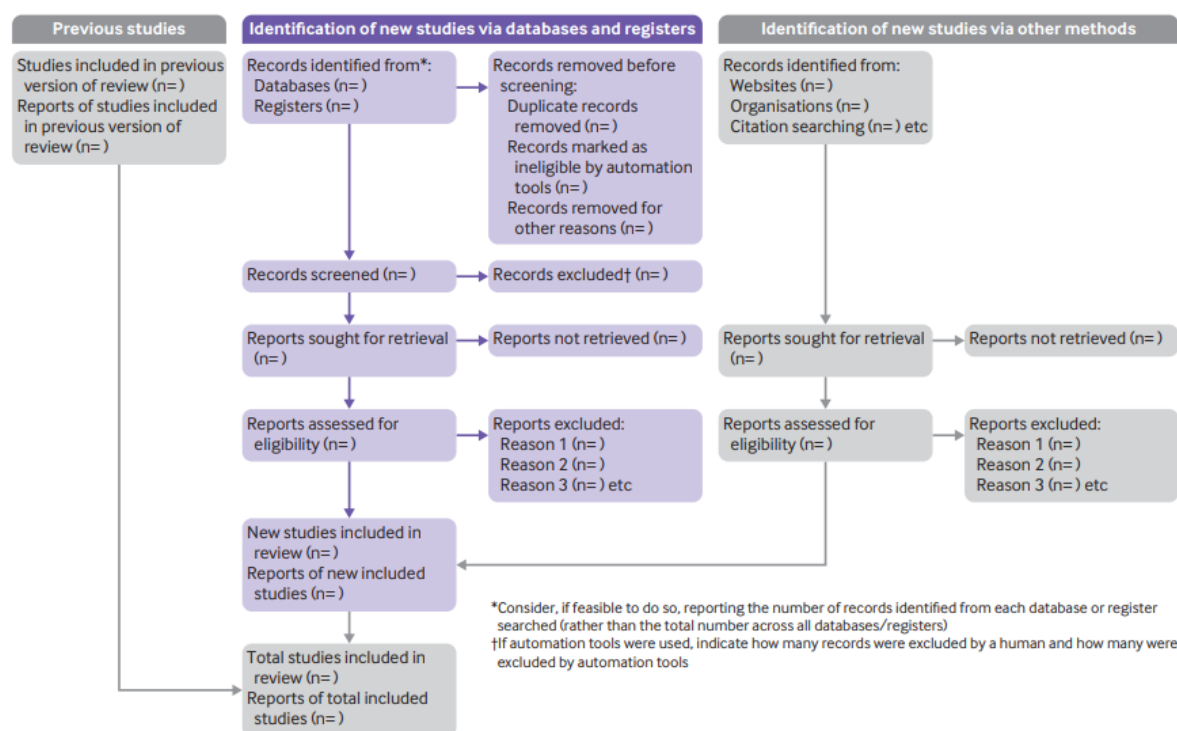 Previous studies
Identification of new studies via databases and registers
Identification of new studies via other methods
Studies included in previous
version of review (n= )
Reports of studies included
in previous version of
review (n= )
Records identified from*:
Databases (n= )
Registers (n= )
Records removed before
screening:
Duplicate records
removed (n= )
Records marked as
ineligible by automation
tools (n= )
Records removed for
other reasons (n= )
Records identified from:
Websites (n= )
Organisations (n= )
Citation searching (n= ) etc
Records screened (n= )
Records excluded† (n= )
Reports sought for retrieval
(n= )
Reports not retrieved (n= )
Reports sought for retrieval
(n= )
Reports not retrieved (n= )
Reports assessed for
eligibility (n= )
Reports excluded:
Reason 1 (n= )
Reason 2 (n= )
Reason 3 (n= ) etc
Reports assessed for
eligibility (n= )
Reports excluded:
Reason 1 (n= )
Reason 2 (n= )
Reason 3 (n= ) etc
New studies included in
review (n= )
Reports of new included
studies (n= )
*Consider, if feasible to do so, reporting the number of records identified from each database or register
searched (rather than the total number across all databases/registers)
†If automation tools were used, indicate how many records were excluded by a human and how many were
excluded by automation tools
Total studies included in
review (n= )
Reports of total included
studies (n= )